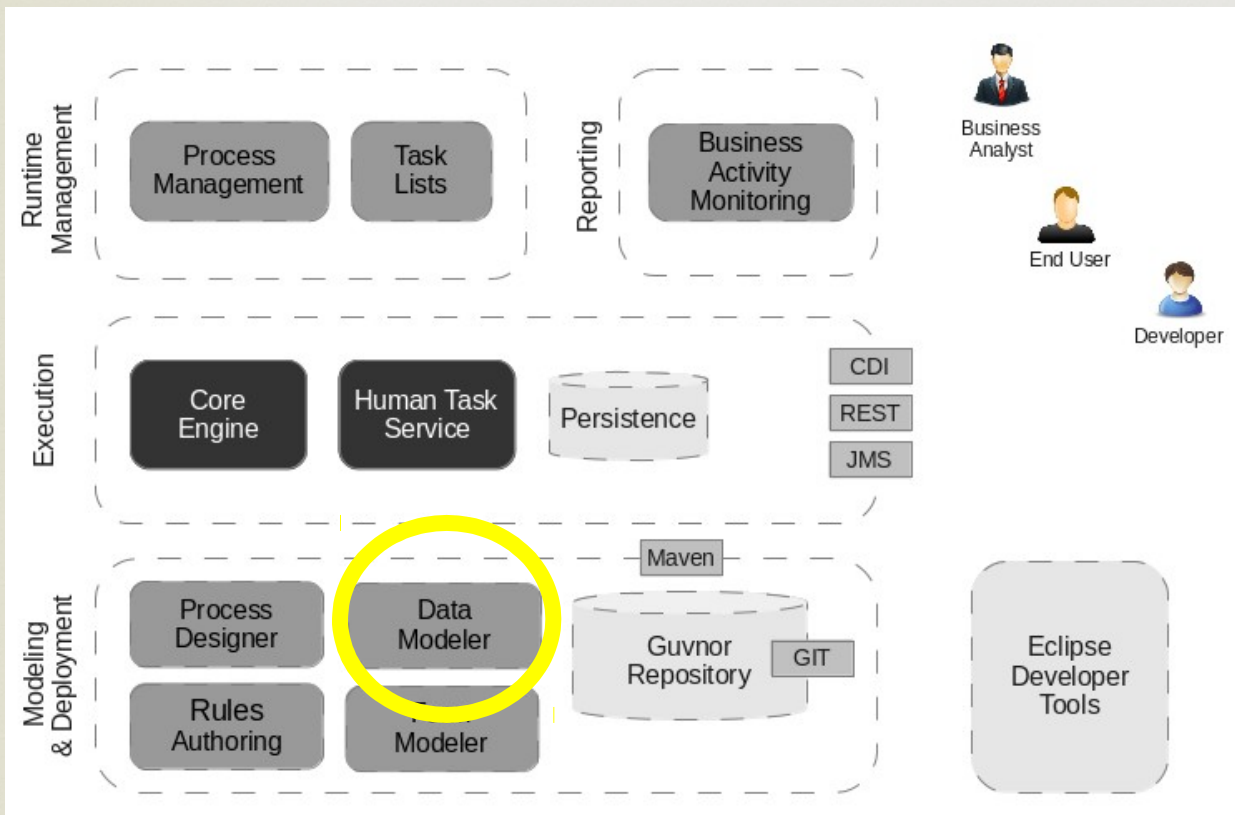 Runtime
Management
Process
Management
Task
Lists
Reporting
Business
Activity
Monitoring
Business
Analyst
End User
Developer
Execution
Core
Engine
Human Task
Service
Persistence
CDI
REST
JMS
Modeling
& Deployment
Process
Designer
Data
Modeler
Rules
Authoring
Modeler
Maven
Guvnor
Repository
GIT
Eclipse
Developer
Tools